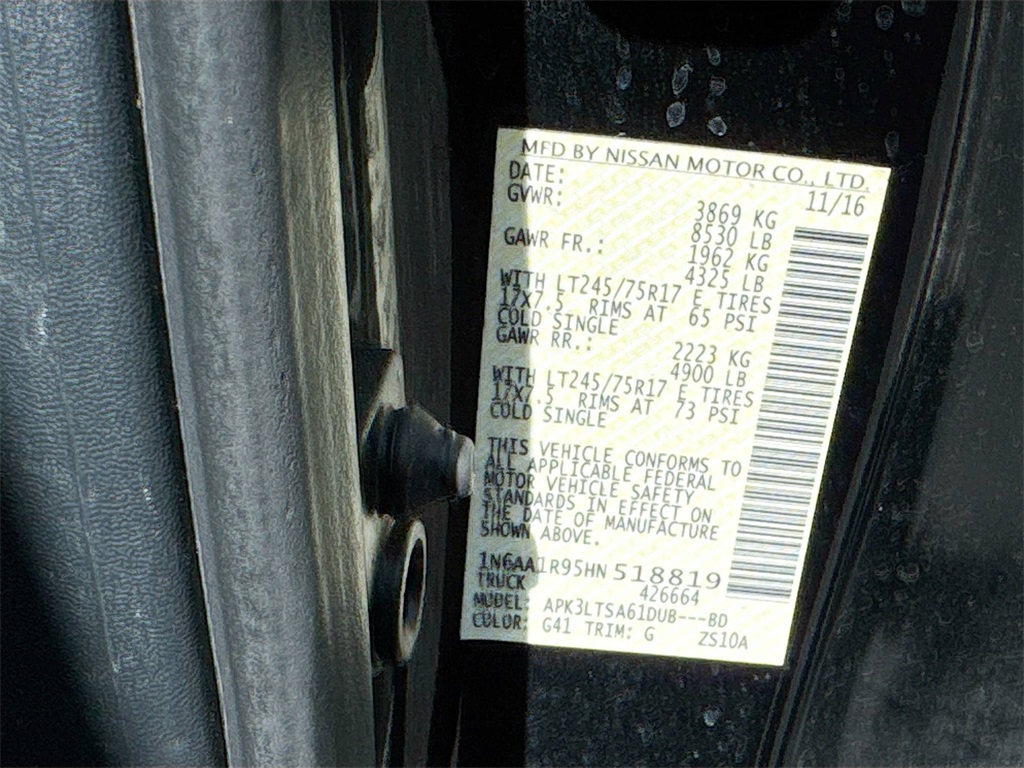 MFD BY NISSAN MOTOR CO., LTD.
DATE: 11/16
GVWR: 3869 KG
8530 LB
GAWR FR.: 1962 KG
4325 LB
WITH LT245/75R17 E TIRES
17X7.5 RIMS AT 65 PSI
COLD SINGLE
GAWR RR.: 2223 KG
4900 LB
WITH LT245/75R17 E TIRES
17X7.5 RIMS AT 73 PSI
COLD SINGLE
THIS VEHICLE CONFORMS TO
ALL APPLICABLE FEDERAL
MOTOR VEHICLE SAFETY
STANDARDS IN EFFECT ON
THE DATE OF MANUFACTURE
SHOWN ABOVE.
1N6AA1R95HN 518819
TRUCK 426664
MODEL: APK3LTSA61DUB---BD
COLOR: G41 TRIM: G ZS10A